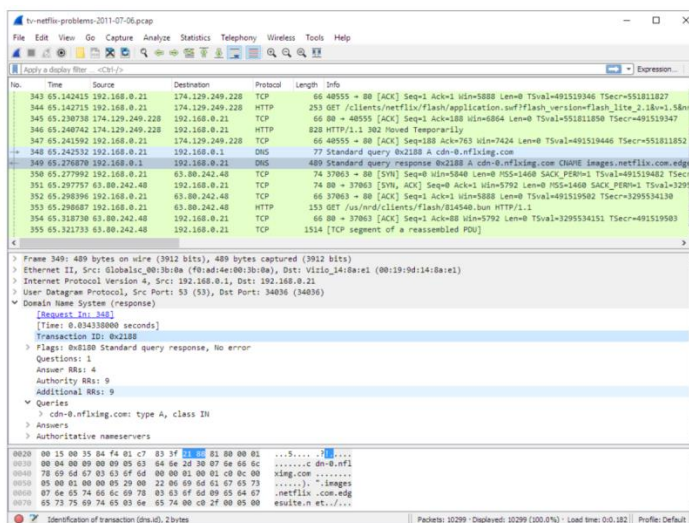 tv-netflix-problems-2011-07-06.pcap
File Edit View Go Capture Analyze Statistics Telephony Wireless Tools Help
Apply a display filter ... <Ctrl-/>
Expression...
No. Time Source Destination Protocol Length Info
343 65.142415 192.168.0.21 174.129.249.228 TCP 66 40555 → 80 [ACK] Seq=1 Ack=1 Win=5888 Len=0 TSval=491519346 TSecr=551811827
344 65.142715 192.168.0.21 174.129.249.228 HTTP 253 GET /clients/netflix/flash/application.swf?flash_version=flash_lite_2.1&v=1.5&n
345 65.230738 174.129.249.228 192.168.0.21 TCP 66 80 → 40555 [ACK] Seq=1 Ack=188 Win=6864 Len=0 TSval=551811850 TSecr=491519347
346 65.240742 174.129.249.228 192.168.0.21 HTTP 828 HTTP/1.1 302 Moved Temporarily
347 65.241592 192.168.0.21 174.129.249.228 TCP 66 40555 → 80 [ACK] Seq=188 Ack=763 Win=7424 Len=0 TSval=491519446 TSecr=551811852
348 65.242532 192.168.0.21 192.168.0.1 DNS 77 Standard query 0x2188 A cdn-0.nflximg.com
349 65.276870 192.168.0.1 192.168.0.21 DNS 489 Standard query response 0x2188 A cdn-0.nflximg.com CNAME images.netflix.com.edge
350 65.277992 192.168.0.21 63.80.242.48 TCP 74 37063 → 80 [SYN] Seq=0 Win=5840 Len=0 MSS=1460 SACK_PERM=1 TSval=491519482 TSec
351 65.297757 63.80.242.48 192.168.0.21 TCP 74 80 → 37063 [SYN, ACK] Seq=0 Ack=1 Win=5792 Len=0 MSS=1460 SACK_PERM=1 TSval=3295
352 65.298396 192.168.0.21 63.80.242.48 TCP 66 37063 → 80 [ACK] Seq=1 Ack=1 Win=5888 Len=0 TSval=491519502 TSecr=3295534130
353 65.298687 192.168.0.21 63.80.242.48 HTTP 153 GET /us/nrd/clients/flash/814540.bun HTTP/1.1
354 65.318730 63.80.242.48 192.168.0.21 TCP 66 80 → 37063 [ACK] Seq=1 Ack=88 Win=5792 Len=0 TSval=3295534151 TSecr=491519503
355 65.321733 63.80.242.48 192.168.0.21 TCP 1514 [TCP segment of a reassembled PDU]
> Frame 349: 489 bytes on wire (3912 bits), 489 bytes captured (3912 bits)
> Ethernet II, Src: Globalsc_00:3b:0a (f0:ad:4e:00:3b:0a), Dst: Vizio_14:8a:e1 (00:19:9d:14:8a:e1)
> Internet Protocol Version 4, Src: 192.168.0.1, Dst: 192.168.0.21
> User Datagram Protocol, Src Port: 53 (53), Dst Port: 34036 (34036)
Domain Name System (response)
[Request In: 348]
[Time: 0.034338000 seconds]
Transaction ID: 0x2188
> Flags: 0x8180 Standard query response, No error
Questions: 1
Answer RRs: 4
Authority RRs: 9
Additional RRs: 9
Queries
> cdn-0.nflximg.com: type A, class IN
> Answers
> Authoritative nameservers
0020 00 15 00 35 84 f4 01 c7 83 3f 21 88 81 80 00 01 ...5.... .?!.....
0030 00 04 00 09 00 09 05 63 64 6e 2d 30 07 6e 66 6c .......c dn-0.nfl
0040 78 69 6d 67 03 63 6f 6d 00 00 01 00 01 c0 0c 00 ximg.com ........
0050 05 00 01 00 00 05 29 00 22 06 69 6d 61 67 65 73 ......). ".images
0060 07 6e 65 74 66 6c 69 78 03 63 6f 6d 09 65 64 67 .netflix .com.edg
0070 65 73 75 69 74 65 03 6e 65 74 00 c0 2f 00 05 00 esuite.n et../...
Identification of transaction (dns.id), 2 bytes
Packets: 10299 · Displayed: 10299 (100.0%) · Load time: 0:0.182
Profile: Default